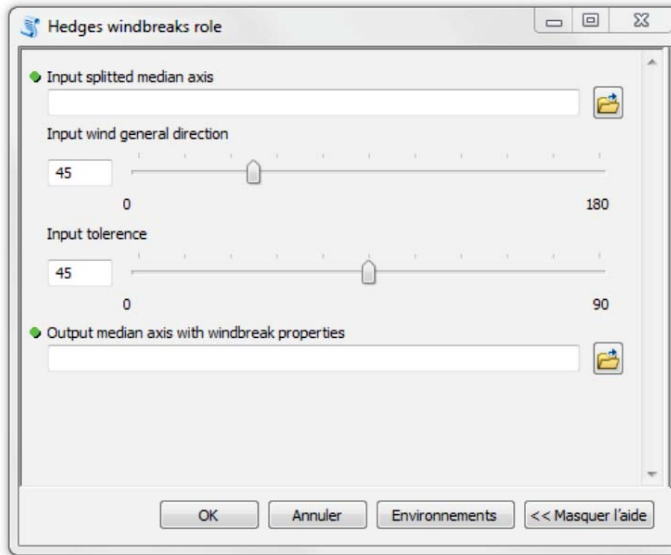 Hedges windbreaks role
Input splitted median axis
Input wind general direction
45
0 180
Input tolerence
45
0 90
Output median axis with windbreak properties
OK Annuler Environnements << Masquer l'aide